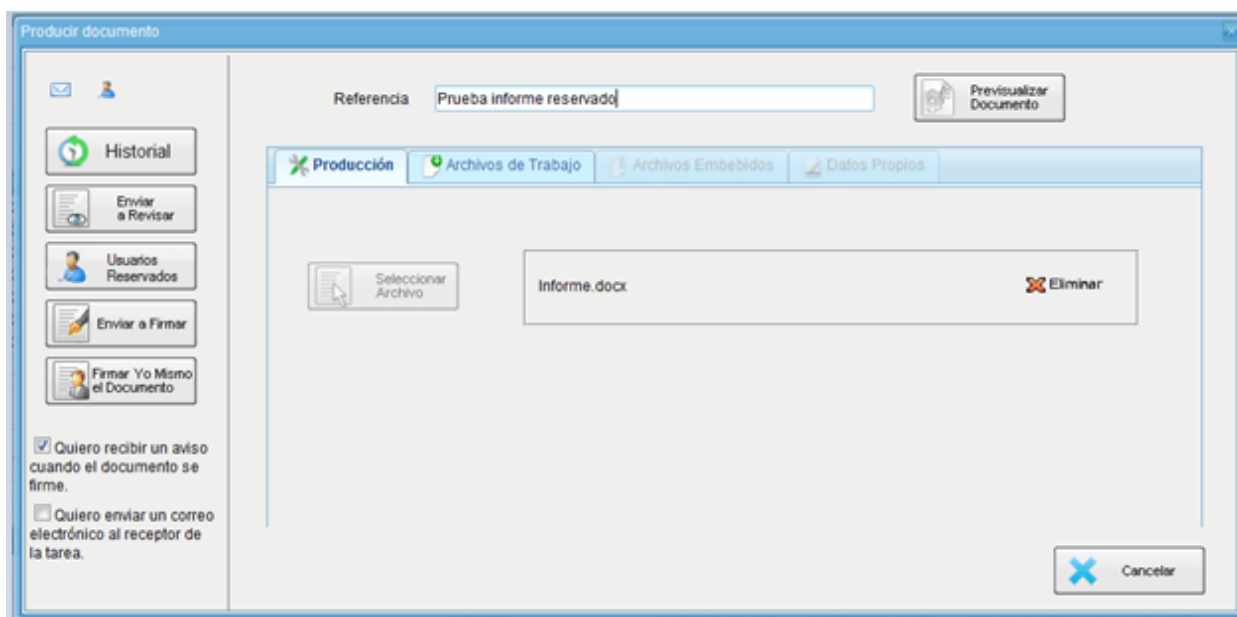 Producir documento
Referencia
Prueba informe reservado
Previsualizar
Documento
Historial
Enviar
a Revisar
Usuarios
Reservados
Enviar a Firmar
Firmar Yo Mismo
el Documento
Quiero recibir un aviso
cuando el documento se
firme.
Quiero enviar un correo
electrónico al receptor de
la tarea.
Producción
Archivos de Trabajo
Archivos Embebidos
Datos Propios
Seleccionar
Archivo
Informe.docx
Eliminar
Cancelar